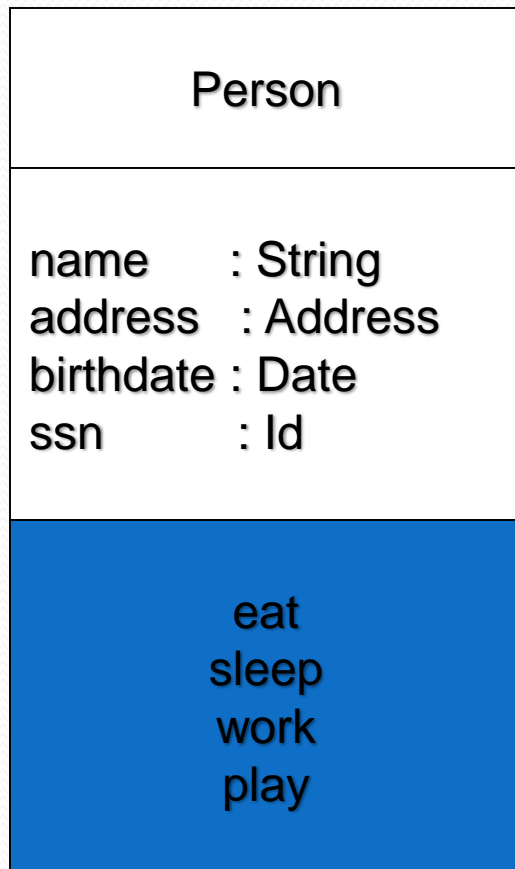 Person
name : String
address : Address
birthdate : Date
ssn : Id
eat
sleep
work
play